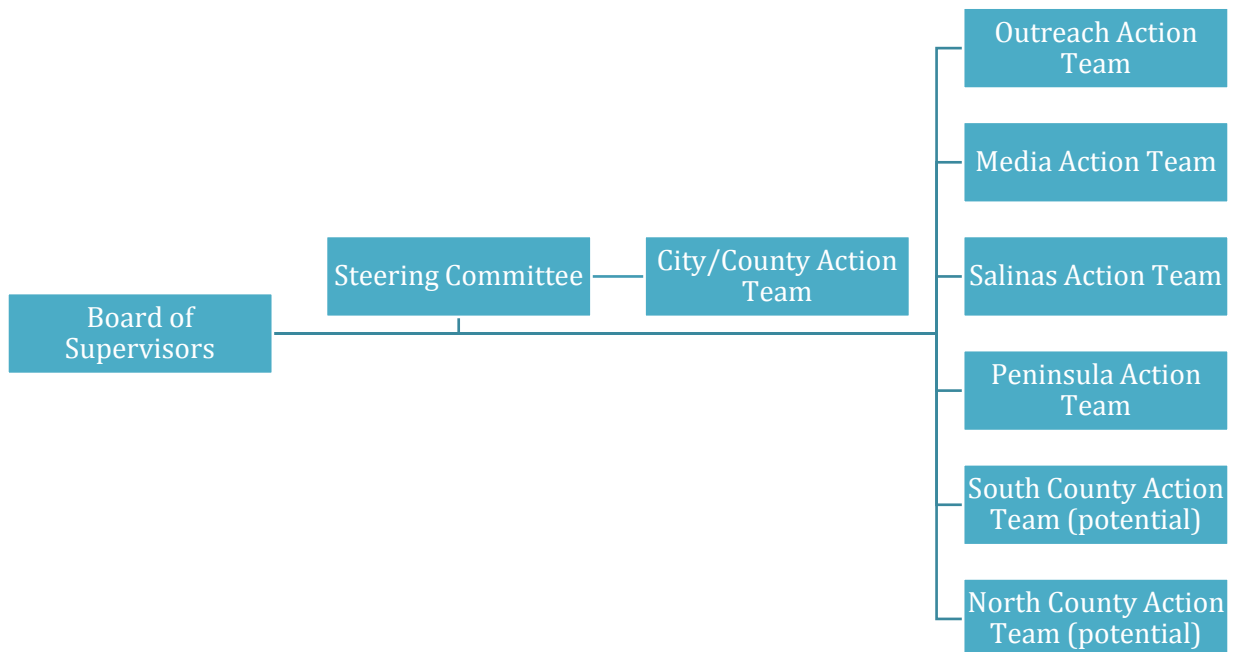 Board of
Supervisors
Steering Committee
City/County Action
Team
Outreach Action
Team
Media Action Team
Salinas Action Team
Peninsula Action
Team
South County Action
Team (potential)
North County Action
Team (potential)